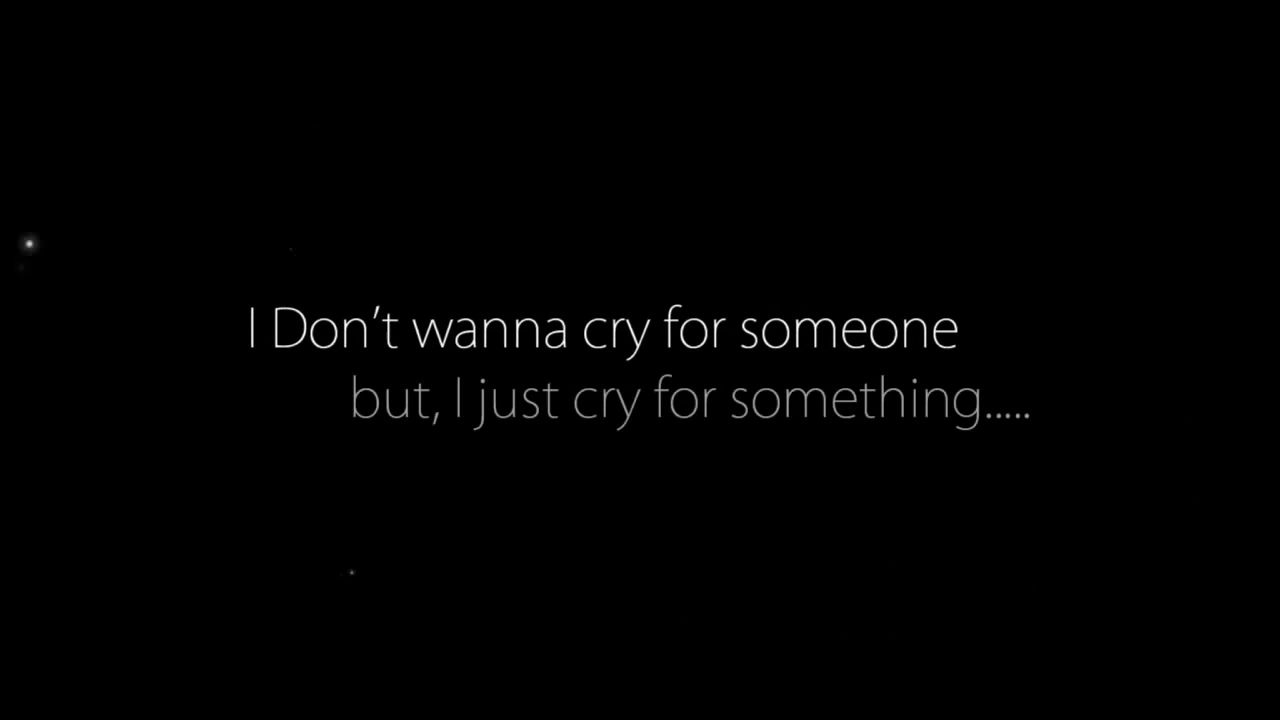 I Don’t wanna cry for someone
but, I just cry for something.....